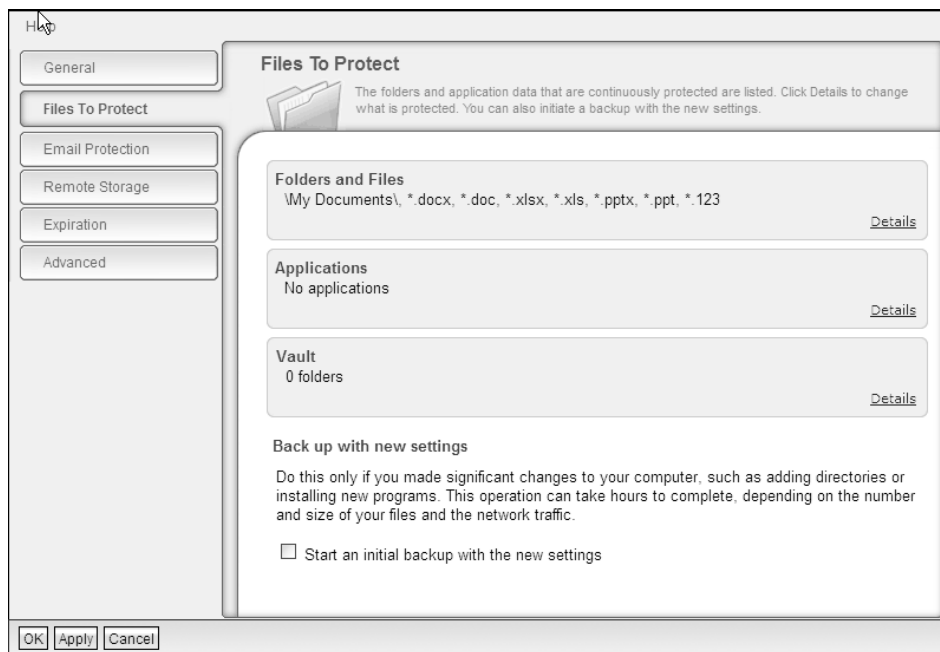 Help
General
Files To Protect
Email Protection
Remote Storage
Expiration
Advanced
Files To Protect
The folders and application data that are continuously protected are listed. Click Details to change
what is protected. You can also initiate a backup with the new settings.
Folders and Files
\My Documents\, *.docx, *.doc, *.xlsx, *.xls, *.pptx, *.ppt, *.123
Details
Applications
No applications
Details
Vault
0 folders
Details
Back up with new settings
Do this only if you made significant changes to your computer, such as adding directories or
installing new programs. This operation can take hours to complete, depending on the number
and size of your files and the network traffic.
Start an initial backup with the new settings
OK Apply Cancel